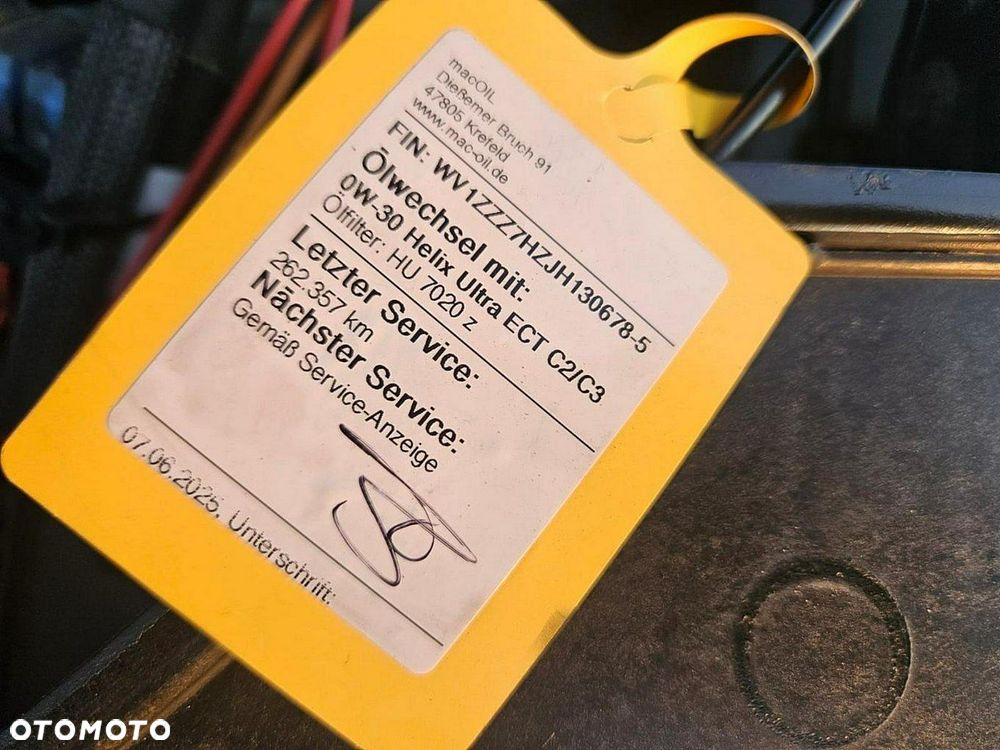 macOIL
Dießemer Bruch 91
47805 Krefeld
www.mac-oil.de
FIN: WV1ZZZ7HZJH130678-5
Ölwechsel mit:
0W-30 Helix Ultra ECT C2/C3
Ölfilter: HU 7020 z
Letzter Service:
262.357 km
Nächster Service:
Gemäß Service-Anzeige
07.06.2025, Unterschrift:
OTOMOTO